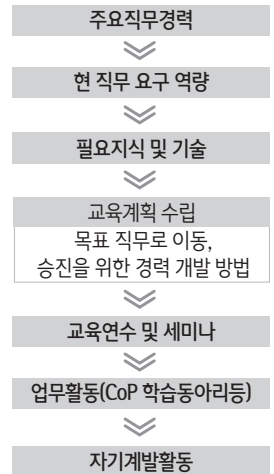 주요직무경력
현 직무 요구 역량
필요지식 및 기술
교육계획 수립
목표 직무로 이동,
승진을 위한 경력 개발 방법
교육연수 및 세미나
업무활동(CoP 학습동아리등)
자기계발활동